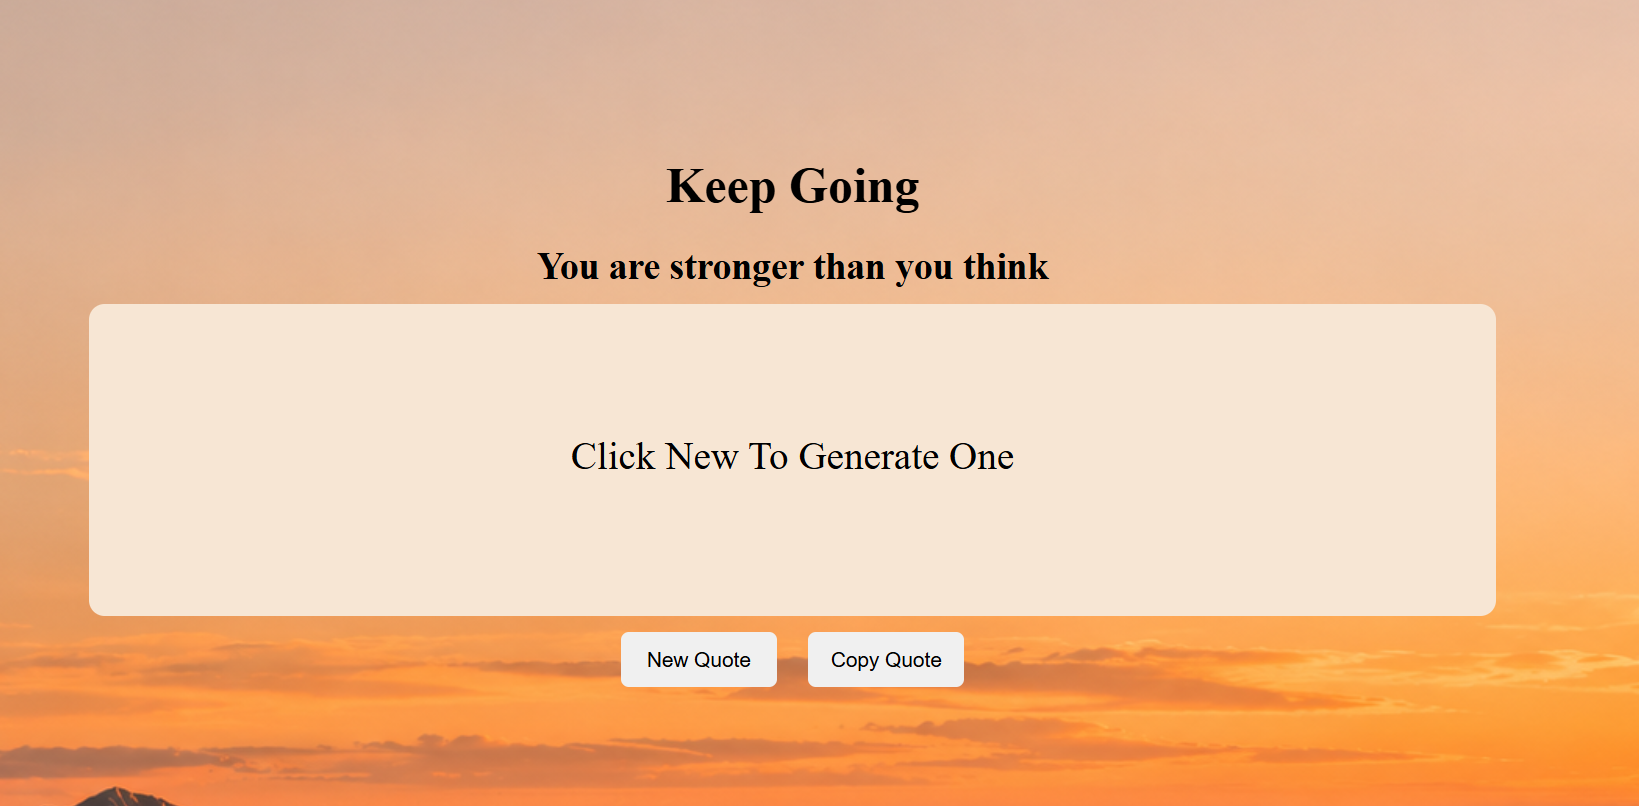 Keep Going
You are stronger than you think
Click New To Generate One
New Quote
Copy Quote